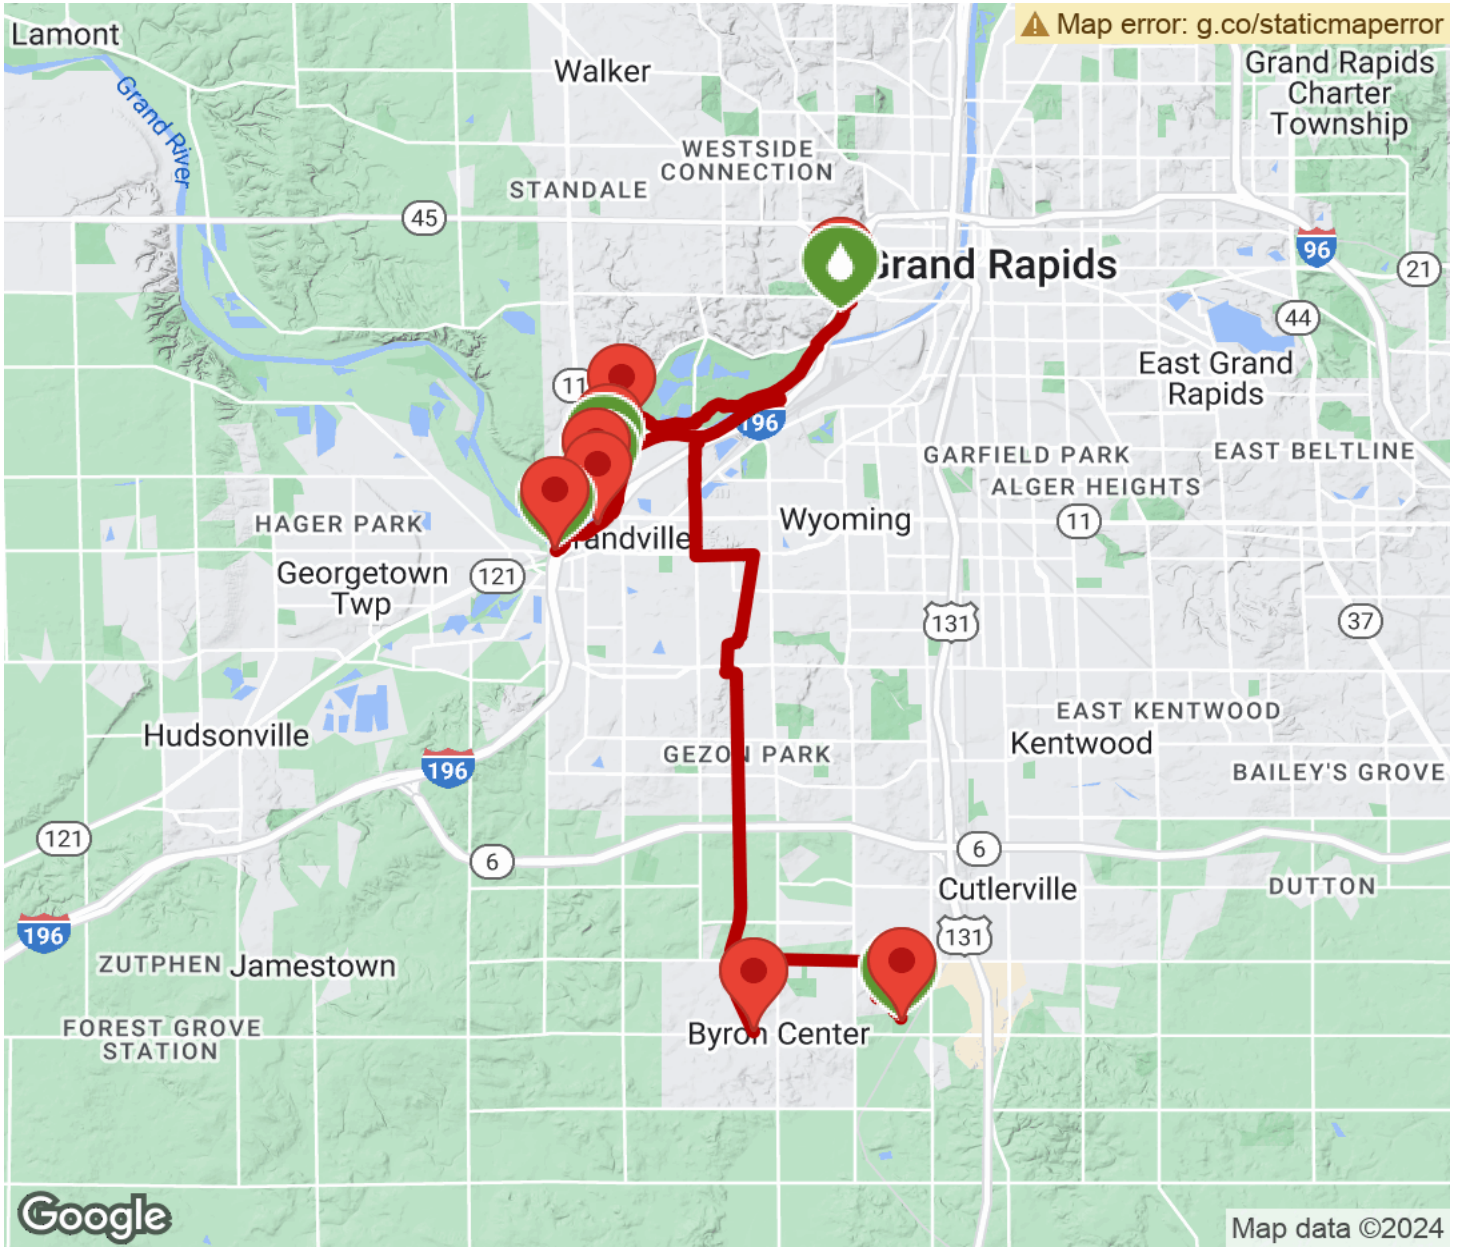 Map error: g.co/staticmaperror
Lamont
Walker
Grand Rapids
Charter
Township
Grand River
WESTSIDE
CONNECTION
STANDALE
45
96
21
Grand Rapids
44
East Grand
Rapids
11
196
GARFIELD PARK
EAST BELTLINE
ALGER HEIGHTS
11
HAGER PARK
Wyoming
randville
Georgetown
Twp
121
131
37
EAST KENTWOOD
Hudsonville
Kentwood
GEZON PARK
196
BAILEY'S GROVE
121
6
6
Cutlerville
DUTTON
196
131
ZUTPHEN
Jamestown
FOREST GROVE
STATION
Byron Center
Google
Map data ©2024